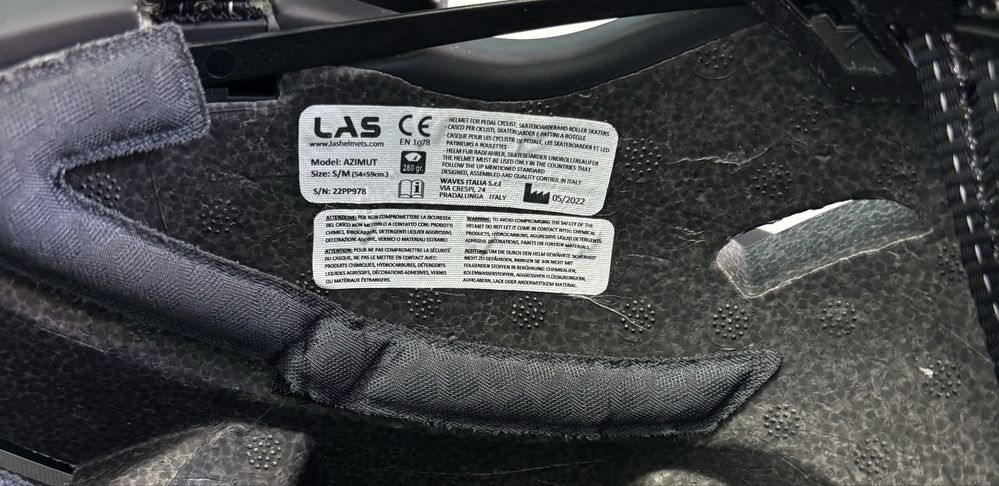 LAS CE
www.lashelmets.com EN 1078
Model: AZIMUT
280 gr.
Size: S/M (54÷59cm.)
S/N: 22PP978
HELMET FOR PEDAL CYCLIST, SKATEBOARDERAND ROLLER SKATERS
CASCO PER CICLISTI, SKATEBOARDER E PATTINI A ROTELLE
CASQUE POUR LES CYCLISTIE DE PEDALE, LES SKATEBOARDER ET LED
PATINEURS A ROULETTES
HELM FUR RADFAHRER, SKATEBOARDER UNDROLLERLAUFER
THE HELMET MUST BE USED ONLY IN THE COUNTRIES THAT
FOLLOW THE UP MENTIONED STANDARD
DESIGNED, ASSEMBLED AND QUALITY CONTROL IN ITALY
WAVES ITALIA S.r.l
VIA CRESPI, 24
PRADALUNGA ITALY
05/2022
ATTENZIONE: PER NON COMPROMETTERE LA SICUREZZA
DEL CASCO NON METTERLO A CONTATTO CON: PRODOTTI
CHIMICI, IDROCARBURI, DETERGENTI LIQUIDI AGGRESSIVI,
DECORAZIONI ADESIVE, VERNICI O MATERIALI ESTRANEI
ATTENTION: POUR NE PAS COMPROMETTRE LA SÉCURITÉ
DU CASQUE, NE PAS LE METTRE EN CONTACT AVEC:
PRODUITS CHIMIQUES, HYDROCARBURES, DÉTERGENTS
LIQUIDES AGRESSIFS, DÉCORATIONS ADHESIVES, VERNIS
OU MATÉRIAUX ÉTRANGERS.
WARNING: TO AVOID COMPROMISING THE SAFETY OF THE
HELMET DO NOT LET IT COME IN CONTACT WITH: CHEMICAL
PRODUCTS, HYDROCARBONS, AGGRESSIVE LIQUID DETERGENTS,
ADHESIVE DECORATIONS, PAINTS OR FOREIGN MATERIALS.
ACHTUNG: UM DIE DURCH DEN HELM GEWÄHRTE SICHERHEIT
NICHT ZU GEFÄHRDEN, BRINGEN SIE IHN NICHT MIT
FOLGENDEN STOFFEN IN BERÜHRUNG: CHEMIKALIEN,
KOLENWASSERSTOFFEN, AGGRESSIVEN FLÜSSIGREINIGERN,
AUFKLEBERN, LACK ODER ANDERWEITIGEM MATERIAL.